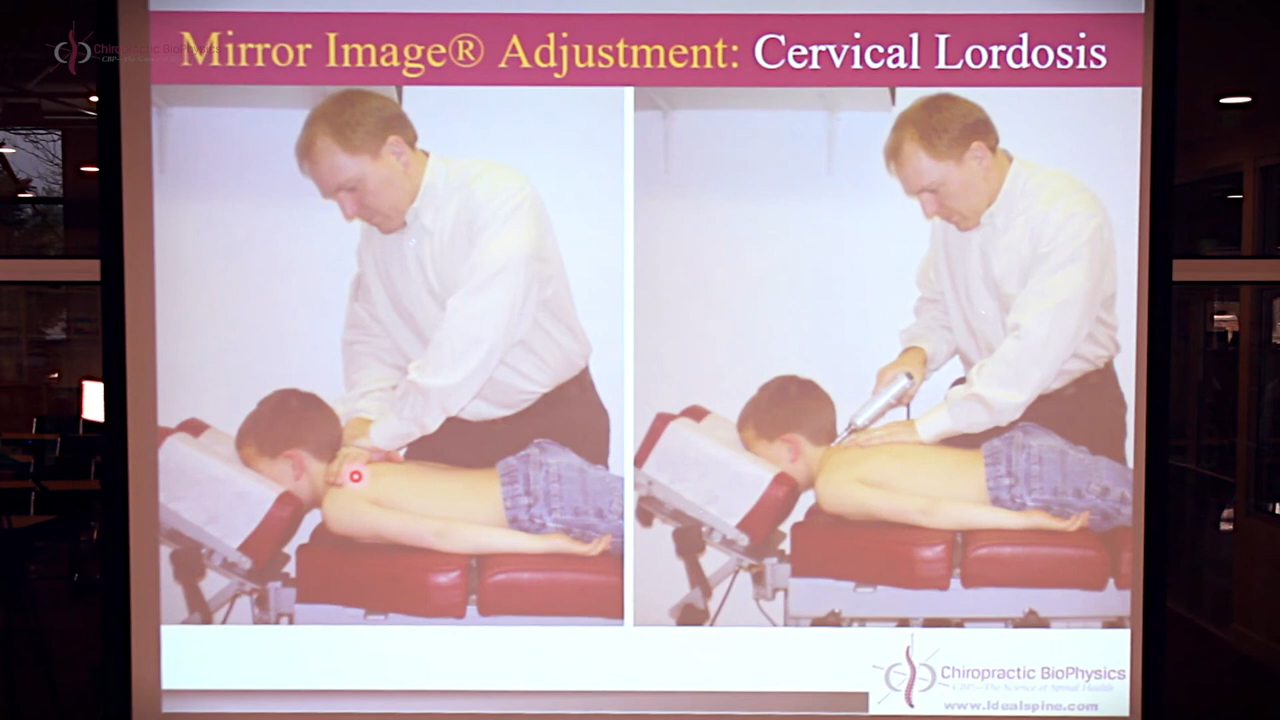 Chiropractic BioPhysics
Mirror Image® Adjustment: Cervical Lordosis
Chiropractic BioPhysics
CBP—The Science of Spinal Health
www.Idealspine.com